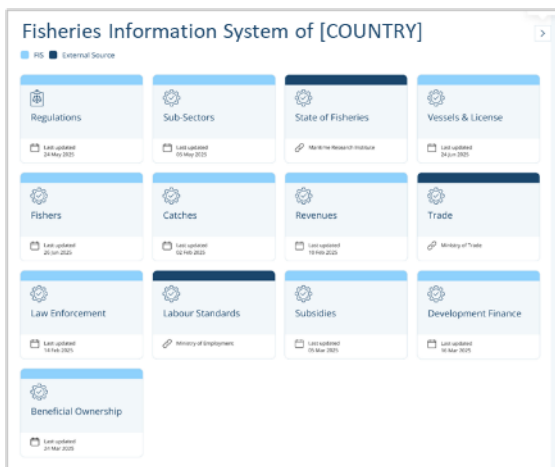 Fisheries Information System of [COUNTRY]
FIS External Source
Regulations
Last updated
24 May 2025
Sub-Sectors
Last updated
05 May 2025
State of Fisheries
Maritime Research Institute
Vessels & License
Last updated
24 Jun 2025
Fishers
Last updated
26 Jun 2025
Catches
Last updated
02 Feb 2025
Revenues
Last updated
10 Feb 2025
Trade
Ministry of Trade
Law Enforcement
Last updated
14 Feb 2025
Labour Standards
Ministry of Employment
Subsidies
Last updated
05 Mar 2025
Development Finance
Last updated
16 Mar 2025
Beneficial Ownership
Last updated
24 Mar 2025